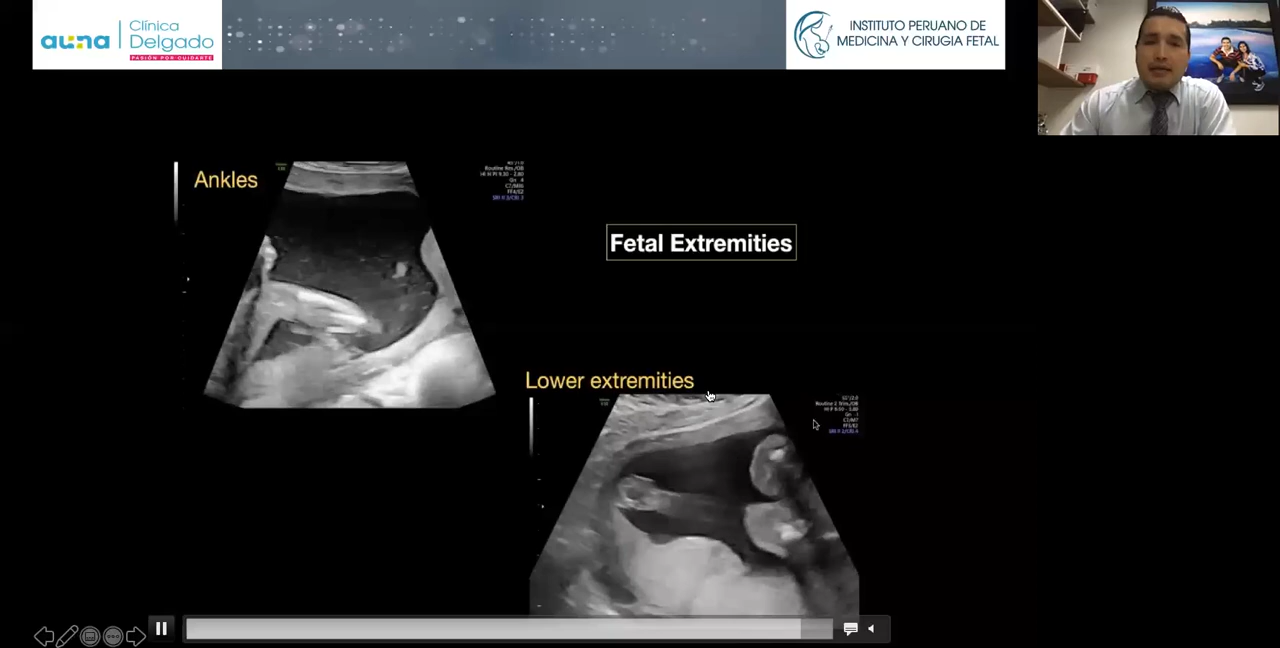 auna
Clínica
Delgado
PASIÓN POR CUIDARTE
INSTITUTO PERUANO DE
MEDICINA Y CIRUGIA FETAL
Ankles
Fetal Extremities
Lower extremities